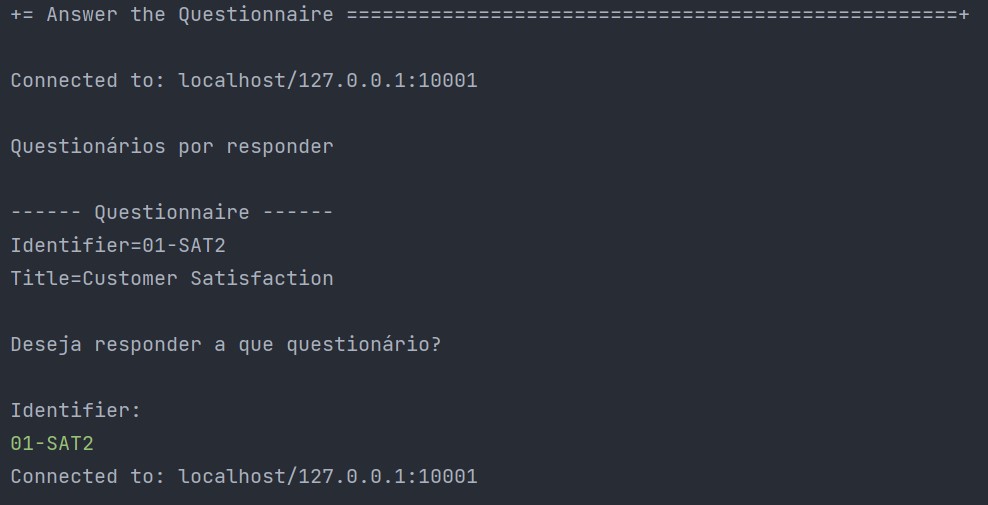 += Answer the Questionnaire ===================================================+
Connected to: localhost/127.0.0.1:10001
Questionários por responder
------ Questionnaire ------
Identifier=01-SAT2
Title=Customer Satisfaction
Deseja responder a que questionário?
Identifier:
01-SAT2
Connected to: localhost/127.0.0.1:10001